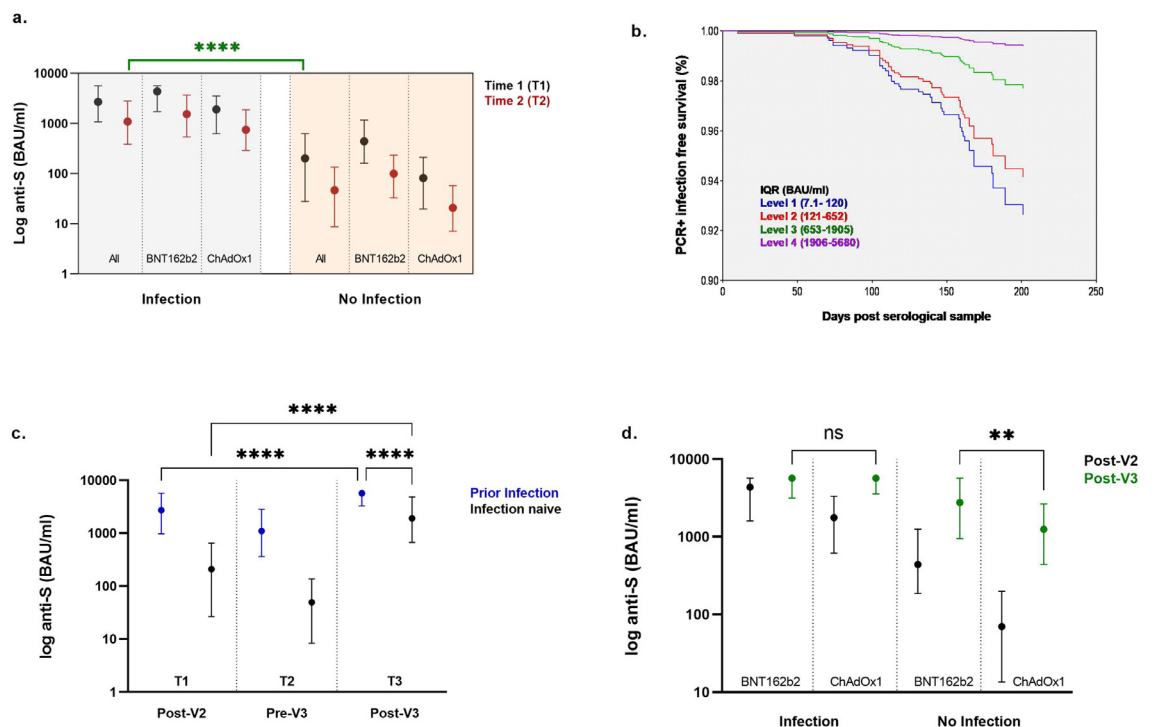 a.
****
Log anti-S (BAU/ml)
10000
1000
100
10
1
Time 1 (T1)
Time 2 (T2)
All
BNT162b2
ChAdOx1
All
BNT162b2
ChAdOx1
Infection
No Infection
b.
PCR+ infection free survival (%)
1.00
0.98
0.96
0.94
0.92
0.90
IQR (BAU/ml)
Level 1 (7.1- 120)
Level 2 (121-652)
Level 3 (653-1905)
Level 4 (1906-5680)
0
50
100
150
200
250
Days post serological sample
c.
****
****
****
log anti-S (BAU/ml)
10000
1000
100
10
1
Prior Infection
Infection naive
T1
T2
T3
Post-V2
Pre-V3
Post-V3
d.
ns
**
log anti-S (BAU/ml)
10000
1000
100
10
Post-V2
Post-V3
BNT162b2
ChAdOx1
BNT162b2
ChAdOx1
Infection
No Infection